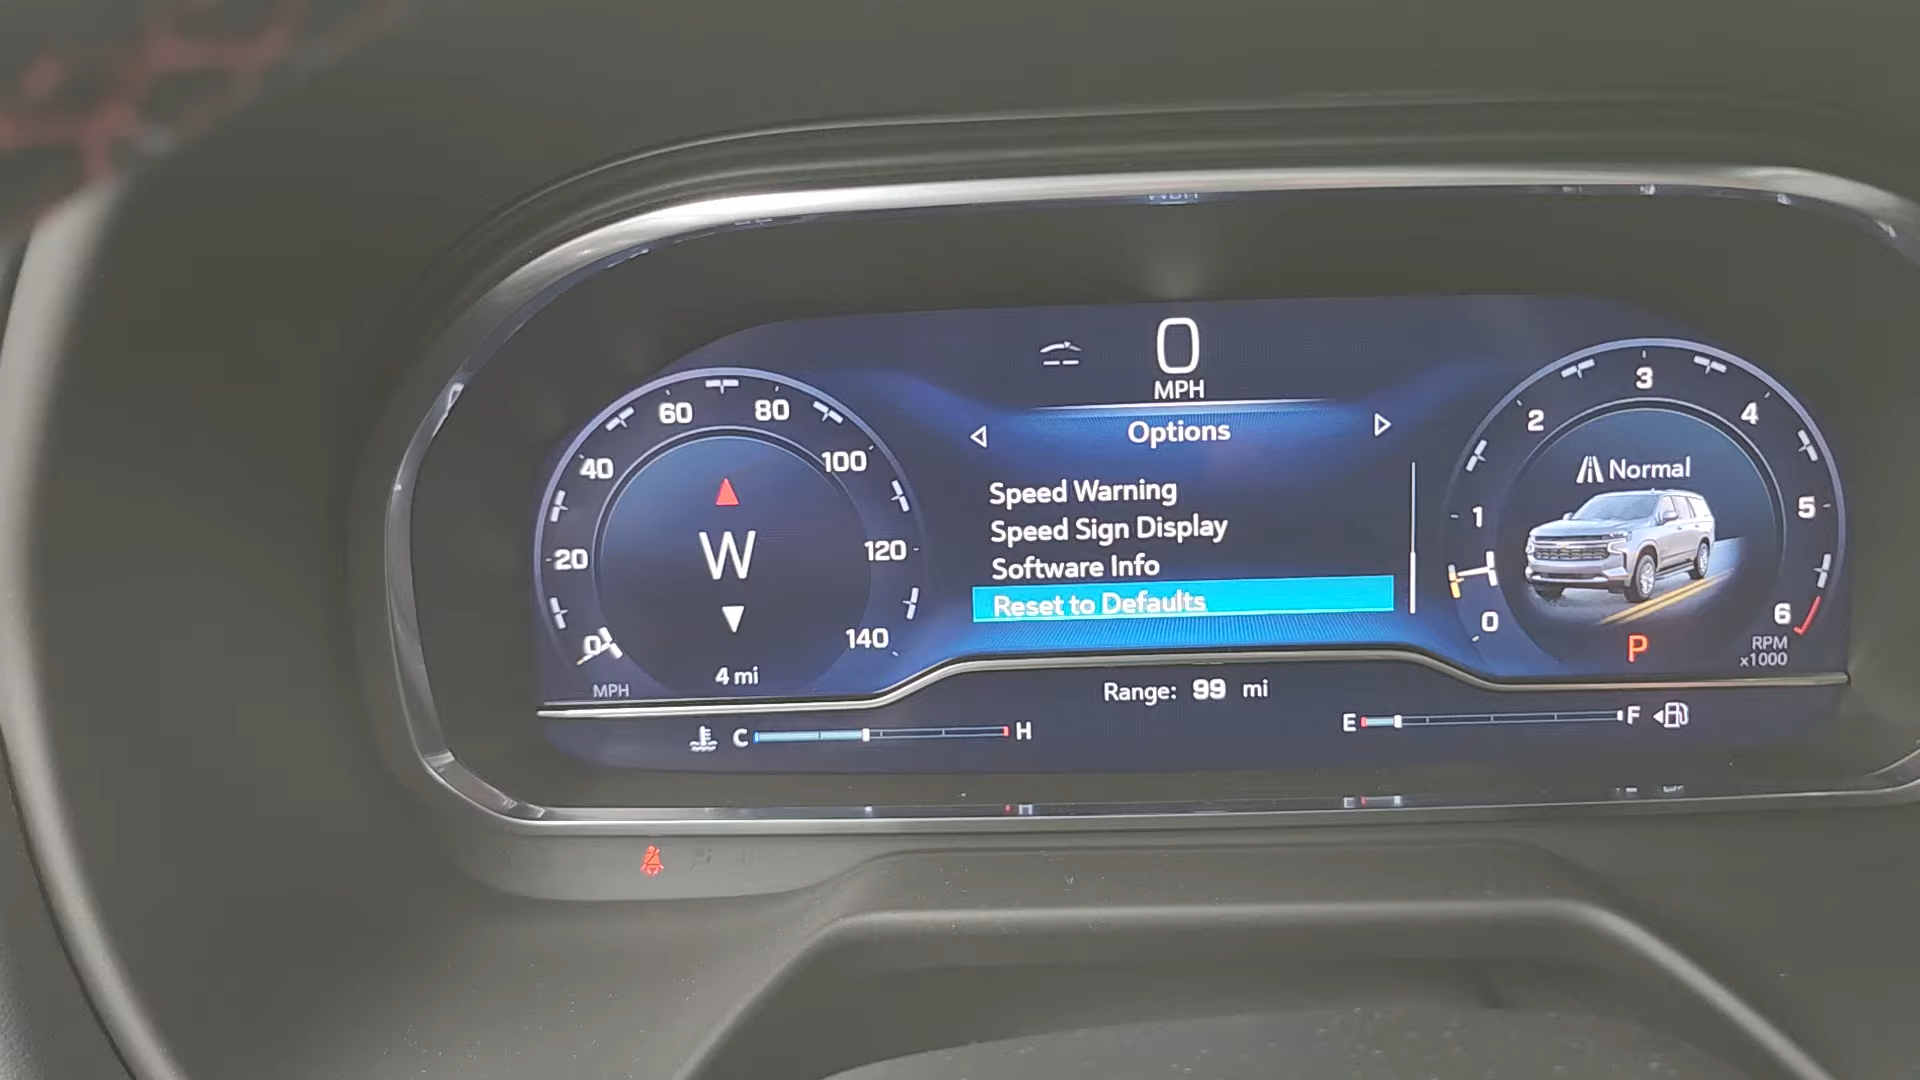 0
MPH
Options
Speed Warning
Speed Sign Display
Software Info
Reset to Defaults
0
20
40
60
80
100
120
140
MPH
W
4 mi
0
1
2
3
4
5
6
RPM
x1000
Normal
P
Range: 99 mi
C H
E F